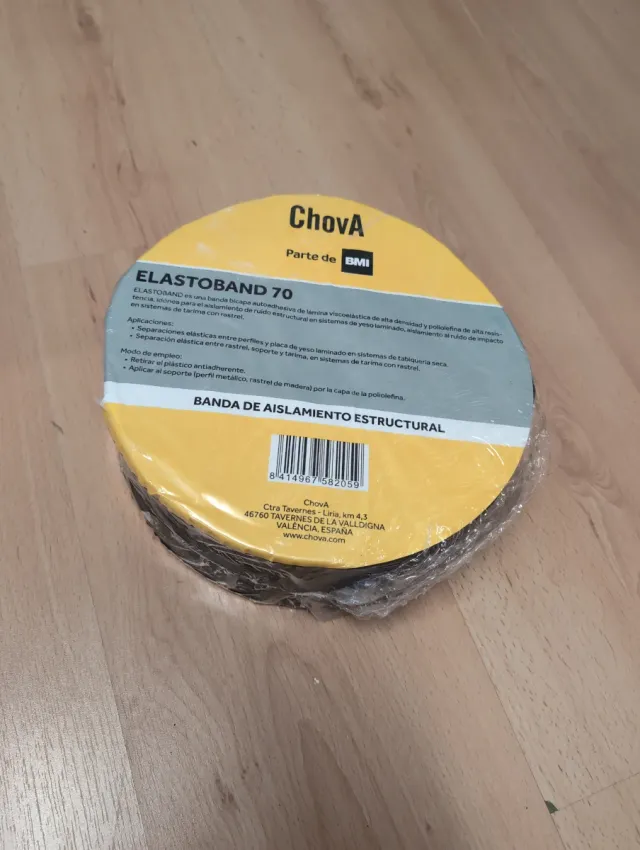 ChovA
Parte de BMI
ELASTOBAND 70
ELASTOBAND es una banda bicapa autoadhesiva de lámina viscoelástica de alta densidad y poliolefina de alta resis-
tencia, idónea para el aislamiento de ruido estructural en sistemas de yeso laminado, aislamiento al ruido de impacto
en sistemas de tarima con rastrel.
Aplicaciones:
• Separaciones elásticas entre perfiles y placa de yeso laminado en sistemas de tabiquería seca.
• Separación elástica entre rastrel, soporte y tarima, en sistemas de tarima con rastrel.
Modo de empleo:
• Retirar el plástico antiadherente.
• Aplicar al soporte (perfil metálico, rastrel de madera) por la capa de la poliolefina.
BANDA DE AISLAMIENTO ESTRUCTURAL
8 414967 582059
ChovA
Ctra Tavernes - Liria, km 4,3
46760 TAVERNES DE LA VALLDIGNA
VALÈNCIA, ESPAÑA
www.chova.com